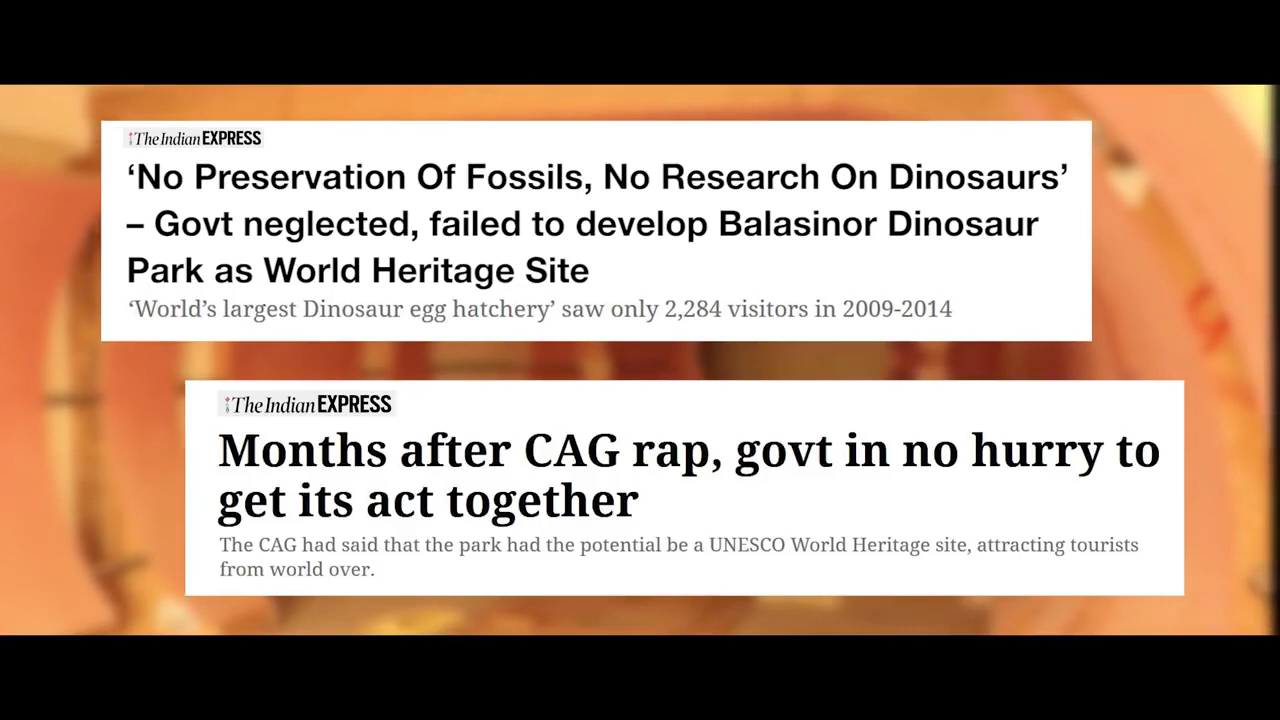 The Indian EXPRESS
‘No Preservation Of Fossils, No Research On Dinosaurs’
– Govt neglected, failed to develop Balasinor Dinosaur
Park as World Heritage Site
‘World’s largest Dinosaur egg hatchery’ saw only 2,284 visitors in 2009-2014
The Indian EXPRESS
Months after CAG rap, govt in no hurry to
get its act together
The CAG had said that the park had the potential be a UNESCO World Heritage site, attracting tourists
from world over.